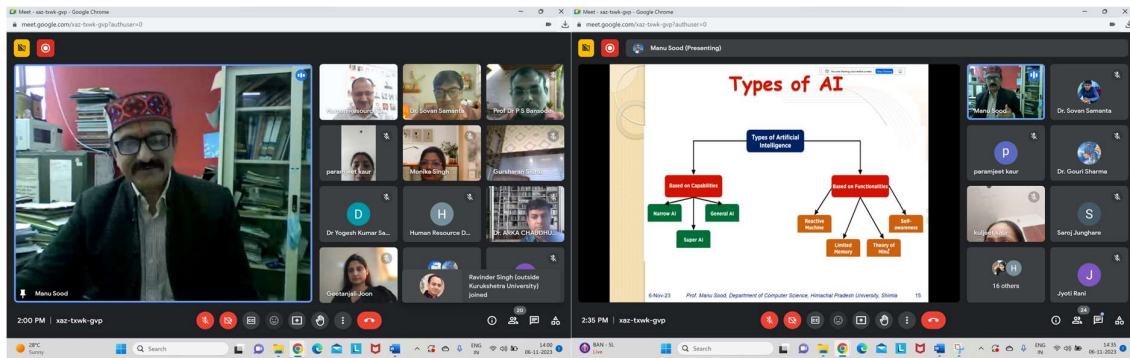 Meet - xaz-txwk-gvp - Google Chrome
meet.google.com/xaz-txwk-gvp?authuser=0
Dr. Sovan Samanta
Prof Dr P S Bansode
paramjeet kaur
Monika Singh
Gursharan
D
Dr Yogesh Kumar Sa...
H
Human Resource D...
Dr. ARKA CHAUDHU...
Geetanjali Joon
Ravinder Singh (outside
Kurukshetra University)
joined
Manu Sood
20
2:00 PM | xaz-txwk-gvp
28°C
Sunny
Search
ENG
IN
14:00
06-11-2023
Meet - xaz-txwk-gvp - Google Chrome
meet.google.com/xaz-txwk-gvp?authuser=0
Manu Sood (Presenting)
Types of AI
Types of Artificial
Intelligence
Based on Capabilities
Based on Functionalities
Narrow AI
General AI
Super AI
Reactive
Machine
Self-
awareness
Limited
Memory
Theory of
Mind
6-Nov-23
Prof. Manu Sood, Department of Computer Science, Himachal Pradesh University, Shimla
15
Manu Sood
Dr. Sovan Samanta
p
paramjeet kaur
Dr. Gouri Sharma
kuljeet kaur
S
Saroj Junghare
H
16 others
J
Jyoti Rani
24
2:35 PM | xaz-txwk-gvp
BAN - SL
Live
Search
ENG
IN
14:35
06-11-2023